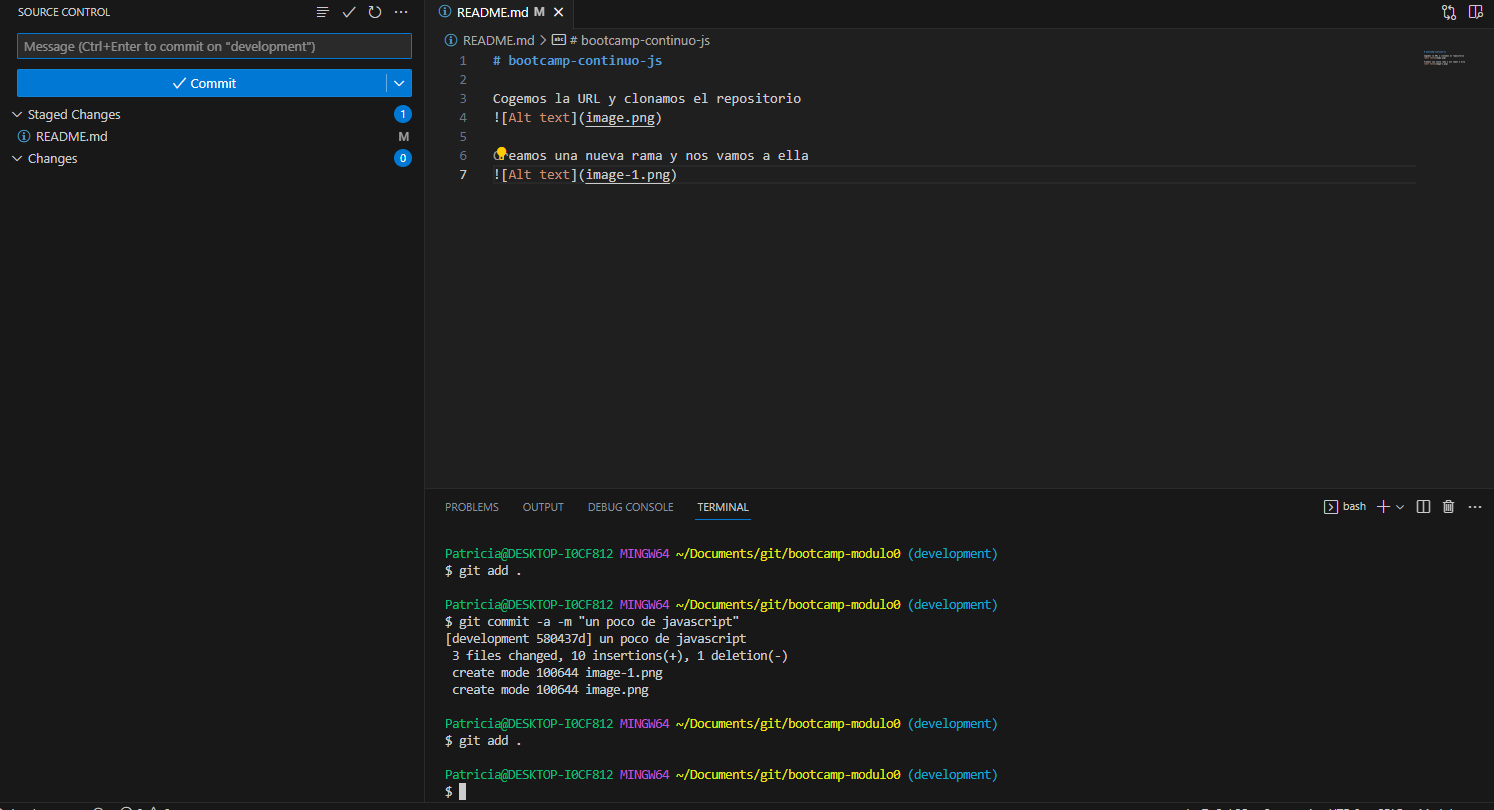 SOURCE CONTROL
Message (Ctrl+Enter to commit on "development")
Commit
Staged Changes 1
README.md M
Changes 0
README.md M
README.md > # bootcamp-continuo-js
1 # bootcamp-continuo-js
2
3 Cogemos la URL y clonamos el repositorio
4 ![Alt text](image.png)
5
6 Creamos una nueva rama y nos vamos a ella
7 ![Alt text](image-1.png)
PROBLEMS OUTPUT DEBUG CONSOLE TERMINAL bash
Patricia@DESKTOP-I0CF812 MINGW64 ~/Documents/git/bootcamp-modulo0 (development)
$ git add .
Patricia@DESKTOP-I0CF812 MINGW64 ~/Documents/git/bootcamp-modulo0 (development)
$ git commit -a -m "un poco de javascript"
[development 580437d] un poco de javascript
3 files changed, 10 insertions(+), 1 deletion(-)
create mode 100644 image-1.png
create mode 100644 image.png
Patricia@DESKTOP-I0CF812 MINGW64 ~/Documents/git/bootcamp-modulo0 (development)
$ git add .
Patricia@DESKTOP-I0CF812 MINGW64 ~/Documents/git/bootcamp-modulo0 (development)
$